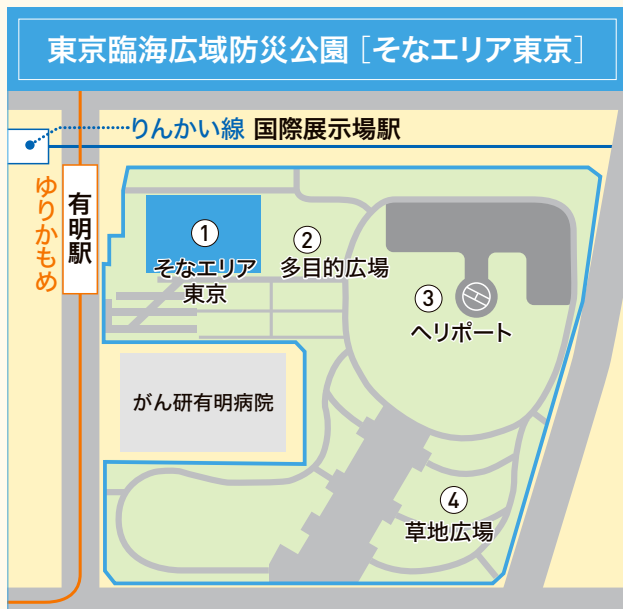 東京臨海広域防災公園［そなエリア東京］
りんかい線 国際展示場駅
ゆりかもめ
有明駅
①
そなエリア
東京
②
多目的広場
③
ヘリポート
がん研有明病院
④
草地広場